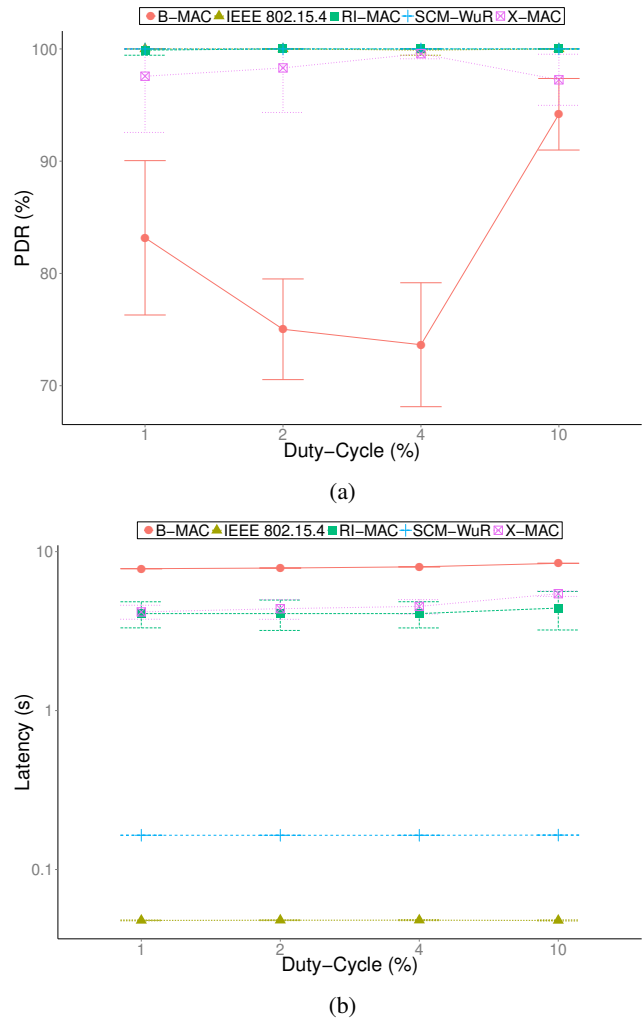 B−MAC IEEE 802.15.4 RI−MAC SCM−WuR X−MAC
100
90
80
70
PDR (%)
1 2 4 10
Duty−Cycle (%)
(a)
B−MAC IEEE 802.15.4 RI−MAC SCM−WuR X−MAC
10
1
0.1
Latency (s)
1 2 4 10
Duty−Cycle (%)
(b)